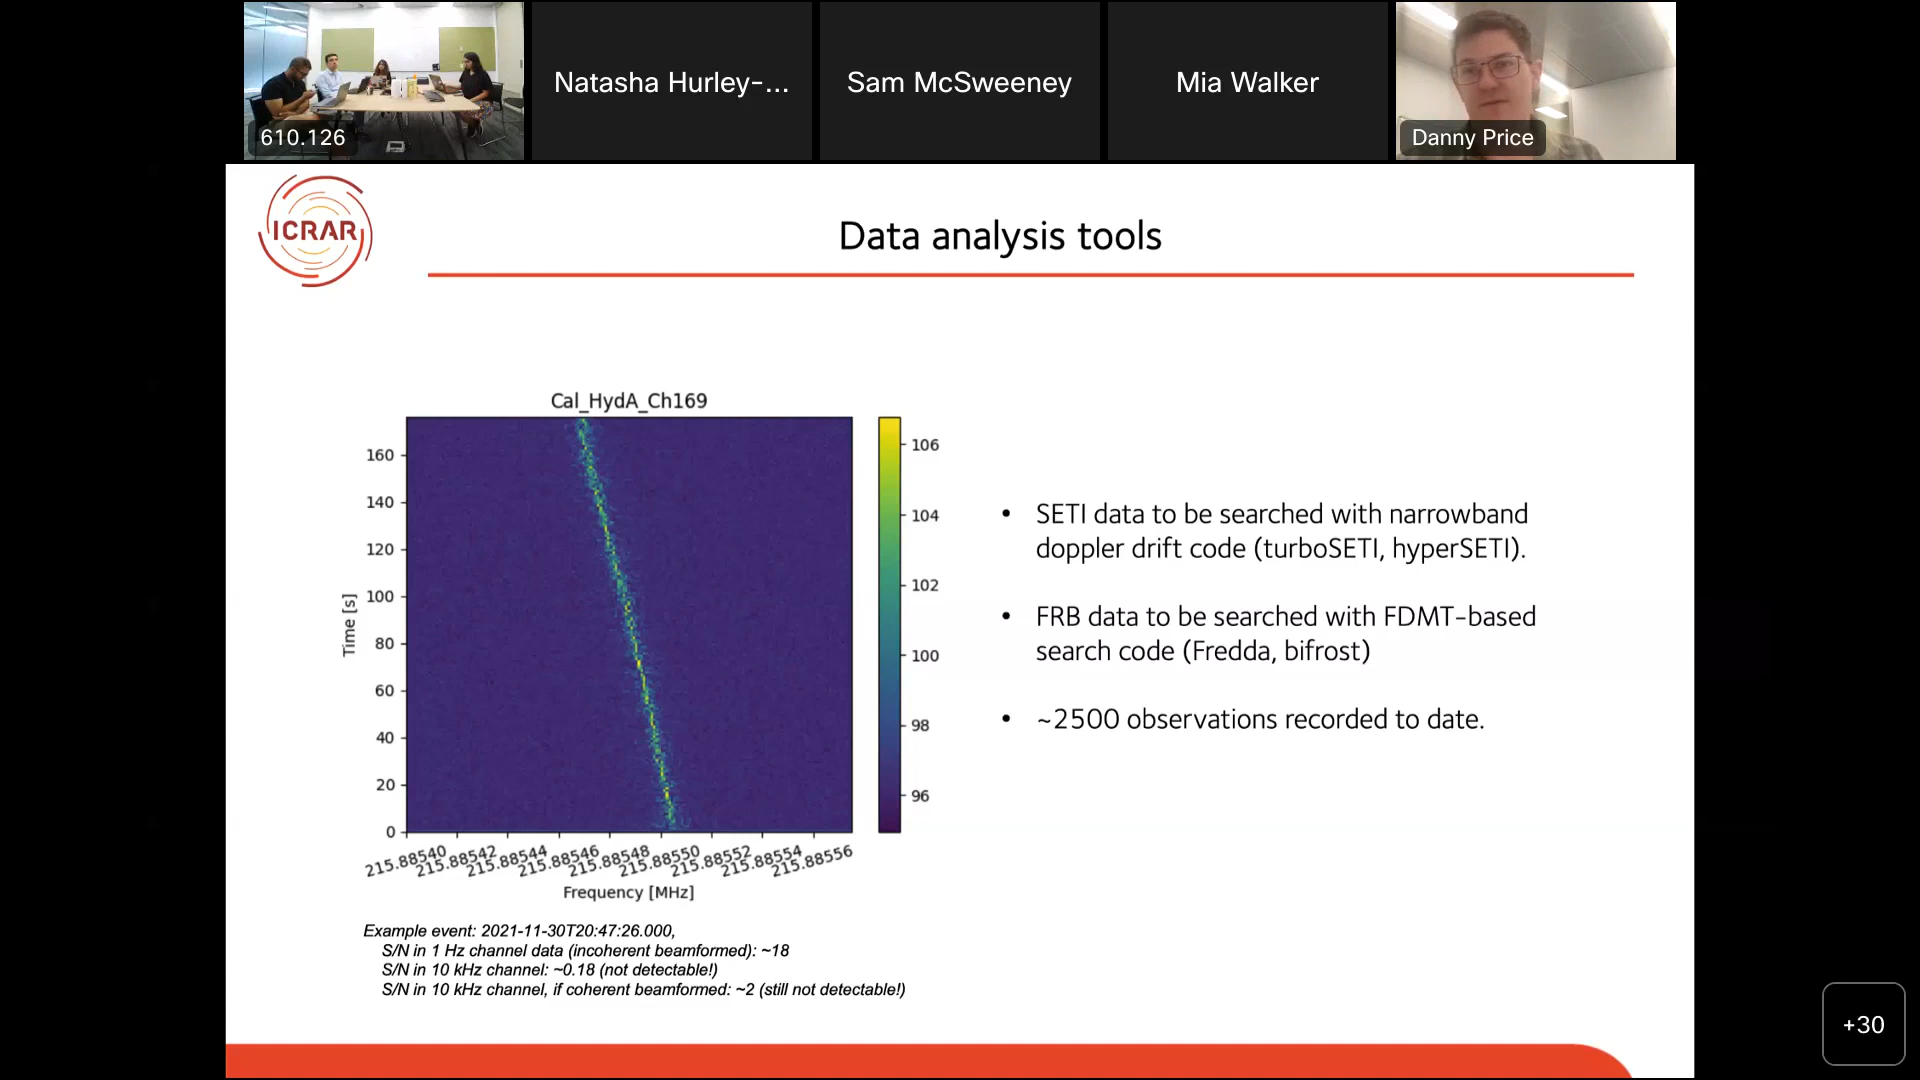 610.126
Natasha Hurley-...
Sam McSweeney
Mia Walker
Danny Price
ICRAR
Data analysis tools
Cal_HydA_Ch169
160
140
120
100
80
60
40
20
0
Time [s]
215.88540
215.88542
215.88544
215.88546
215.88548
215.88550
215.88552
215.88554
215.88556
Frequency [MHz]
106
104
102
100
98
96
Example event: 2021-11-30T20:47:26.000,
S/N in 1 Hz channel data (incoherent beamformed): ~18
S/N in 10 kHz channel: ~0.18 (not detectable!)
S/N in 10 kHz channel, if coherent beamformed: ~2 (still not detectable!)
• SETI data to be searched with narrowband
doppler drift code (turboSETI, hyperSETI).
• FRB data to be searched with FDMT-based
search code (Fredda, bifrost)
• ~2500 observations recorded to date.
+30